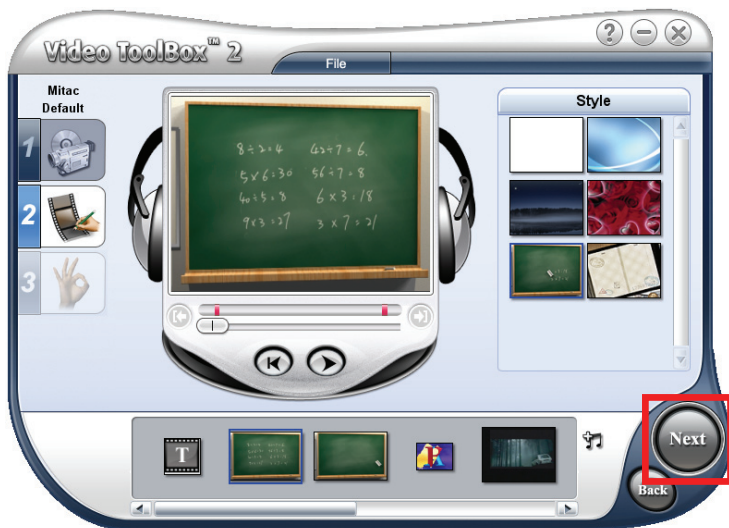 Video ToolBox™ 2
File
Mitac
Default
1
2
3
8÷2=4 42÷7=6.
5×6=30 56÷7=8
40÷5=8 6×3=18
9×3=27 3×7=21
Style
T
R
Next
Back